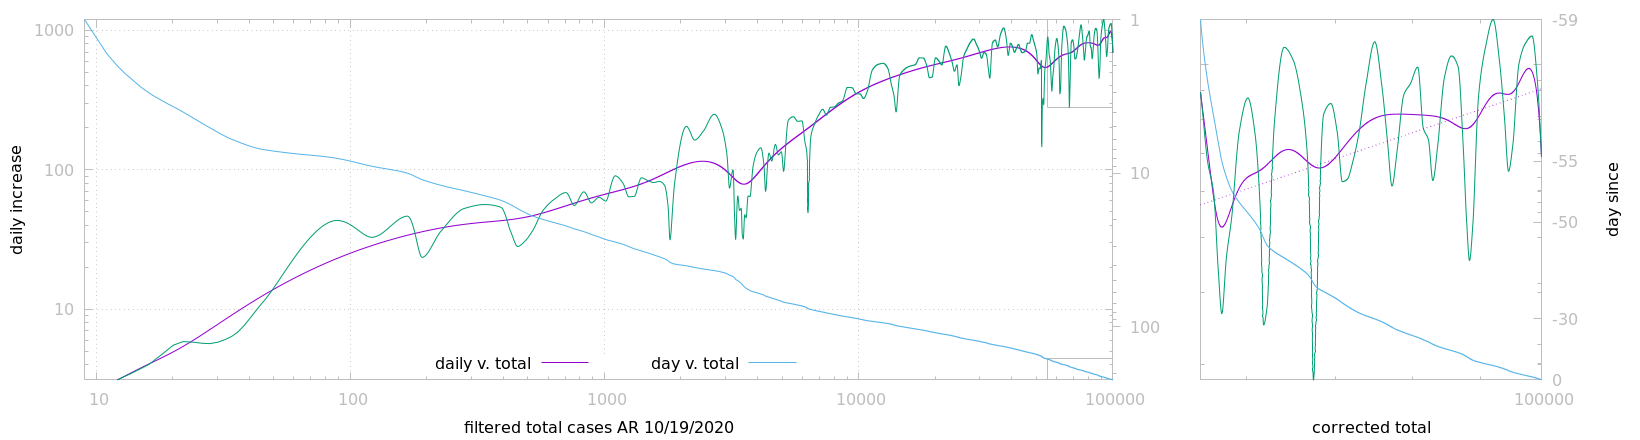 1000
100
10
daily increase
1
10
100
daily v. total
day v. total
10
100
1000
10000
100000
filtered total cases AR 10/19/2020
-59
-55
-50
-30
0
day since
100000
corrected total